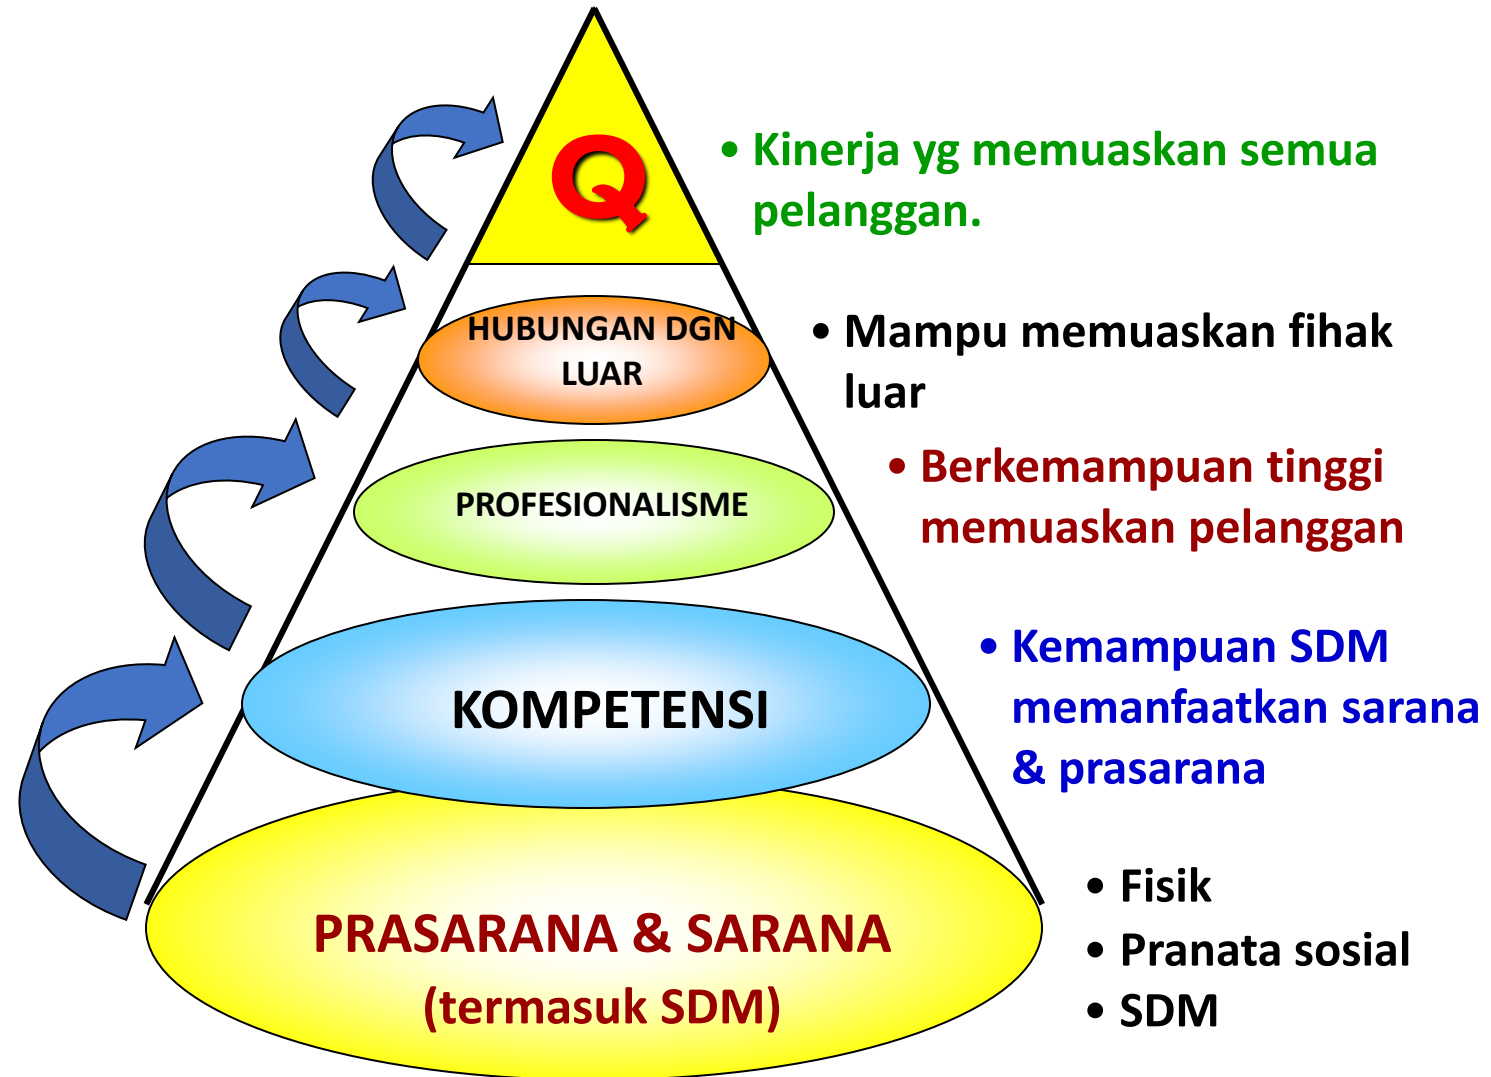 Q
• Kinerja yg memuaskan semua
pelanggan.
HUBUNGAN DGN
LUAR
• Mampu memuaskan fihak
luar
PROFESIONALISME
• Berkemampuan tinggi
memuaskan pelanggan
KOMPETENSI
• Kemampuan SDM
memanfaatkan sarana
& prasarana
PRASARANA & SARANA
(termasuk SDM)
• Fisik
• Pranata sosial
• SDM